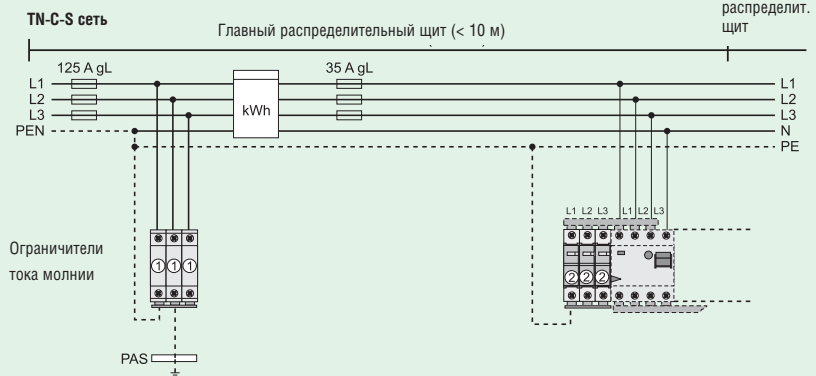 распределит.
щит
TN-C-S сеть
Главный распределительный щит (< 10 м)
125 A gL
35 A gL
L1
L2
L3
PEN
kWh
L1
L2
L3
N
PE
L1 L2 L3 L1 L2 L3
Ограничители
тока молнии
1 1 1
2 2 2
PAS